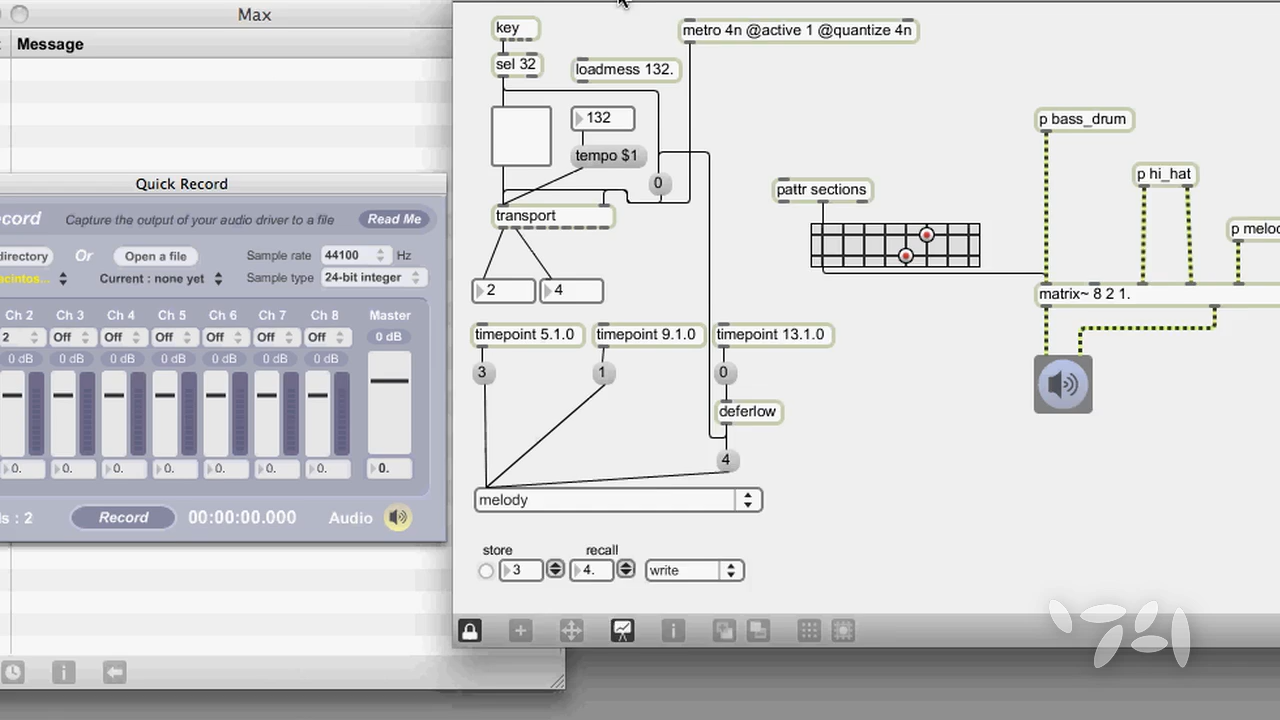 Max
Message
key
metro 4n @active 1 @quantize 4n
sel 32
loadmess 132.
132
tempo $1
0
transport
2
4
timepoint 5.1.0
timepoint 9.1.0
timepoint 13.1.0
3
1
0
deferlow
4
melody
store
recall
3
4.
write
pattr sections
p bass_drum
p hi_hat
p meloc
matrix~ 8 2 1.
Quick Record
ecord
Capture the output of your audio driver to a file
Read Me
directory
Or
Open a file
Sample rate
44100
Hz
acintos...
Current : none yet
Sample type
24-bit integer
Ch 2
Ch 3
Ch 4
Ch 5
Ch 6
Ch 7
Ch 8
Master
2
Off
Off
Off
Off
Off
Off
0 dB
0 dB
0 dB
0 dB
0 dB
0 dB
0 dB
0 dB
0.
0.
0.
0.
0.
0.
0.
0.
ls : 2
Record
00:00:00.000
Audio